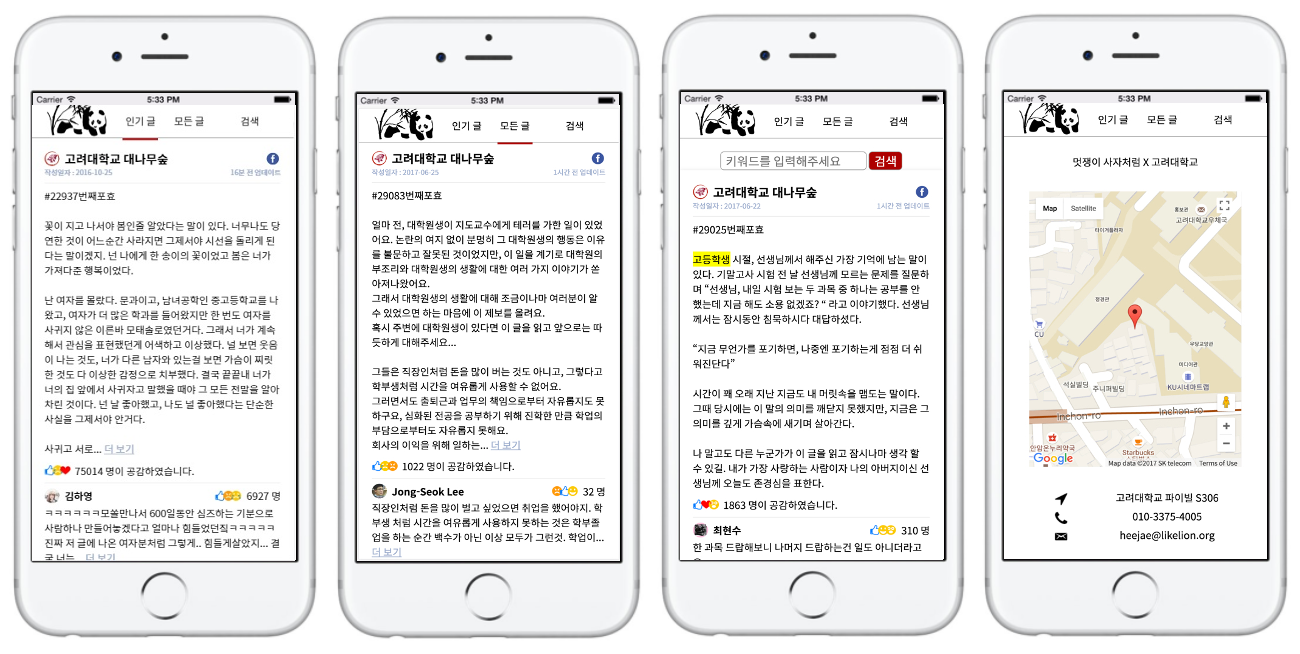 Carrier
5:33 PM
인기 글
모든 글
검색
고려대학교 대나무숲
작성일자 : 2016-10-25
16분 전 업데이트
#22937번째포효
꽃이 지고 나서야 봄인줄 알았다는 말이 있다. 너무나도 당
연한 것이 어느순간 사라지면 그제서야 시선을 돌리게 된
다는 말이겠지. 넌 나에게 한 송이의 꽃이었고 봄은 너가
가져다준 행복이었다.
난 여자를 몰랐다. 문과이고, 남녀공학인 중고등학교를 나
왔고, 여자가 더 많은 학과를 들어왔지만 한 번도 여자를
사귀지 않은 이른바 모태솔로였던거다. 그래서 너가 계속
해서 관심을 표현했던게 어색하고 이상했다. 널 보면 웃음
이 나는 것도, 너가 다른 남자와 있는걸 보면 가슴이 찌릿
한 것도 다 이상한 감정으로 치부했다. 결국 끝끝내 너가
너의 집 앞에서 사귀자고 말했을 때야 그 모든 전말을 알아
차린 것이다. 넌 날 좋아했고, 나도 널 좋아했다는 단순한
사실을 그제서야 안거다.
사귀고 서로... 더 보기
75014 명이 공감하였습니다.
김하영
6927 명
ㅋㅋㅋㅋㅋㅋ모쏠만나서 600일동안 심즈하는 기분으로
사람하나 만들어놓겠다고 얼마나 힘들었던짘ㅋㅋㅋㅋㅋ
진짜 저 글에 나온 여자분처럼 그렇게.. 힘들게살았지... 결
국 너는... 더 보기
Carrier
5:33 PM
인기 글
모든 글
검색
고려대학교 대나무숲
작성일자 : 2017-06-25
1시간 전 업데이트
#29083번째포효
얼마 전, 대학원생이 지도교수에게 테러를 가한 일이 있었
어요. 논란의 여지 없이 분명히 그 대학원생의 행동은 이유
를 불문하고 잘못된 것이었지만, 이 일을 계기로 대학원의
부조리와 대학원생의 생활에 대한 여러 가지 이야기가 쏟
아져나왔어요.
그래서 대학원생의 생활에 대해 조금이나마 여러분이 알
수 있었으면 하는 마음에 이 제보를 올려요.
혹시 주변에 대학원생이 있다면 이 글을 읽고 앞으로는 따
듯하게 대해주세요...
그들은 직장인처럼 돈을 많이 버는 것도 아니고, 그렇다고
학부생처럼 시간을 여유롭게 사용할 수 없어요.
그러면서도 출퇴근과 업무의 책임으로부터 자유롭지도 못
하구요, 심화된 전공을 공부하기 위해 진학한 만큼 학업의
부담으로부터도 자유롭지 못해요.
회사의 이익을 위해 일하는... 더 보기
1022 명이 공감하였습니다.
Jong-Seok Lee
32 명
직장인처럼 돈을 많이 벌고 싶었으면 취업을 했어야지. 학
부생 처럼 시간을 여유롭게 사용하지 못하는 것은 학부졸
업을 하는 순간 백수가 아닌 이상 모두가 그런것. 학업이...
더 보기
Carrier
5:33 PM
인기 글
모든 글
검색
키워드를 입력해주세요
검색
고려대학교 대나무숲
작성일자 : 2017-06-22
1시간 전 업데이트
#29025번째포효
고등학생 시절, 선생님께서 해주신 가장 기억에 남는 말이
있다. 기말고사 시험 전 날 선생님께 모르는 문제를 질문하
며 “선생님, 내일 시험 보는 두 과목 중 하나는 공부를 안
했는데 지금 해도 소용 없겠죠? “ 라고 이야기했다. 선생님
께서는 잠시동안 침묵하시다 대답하셨다.
“지금 무언가를 포기하면, 나중엔 포기하는게 점점 더 쉬
워진단다”
시간이 꽤 오래 지난 지금도 내 머릿속을 맴도는 말이다.
그때 당시에는 이 말의 의미를 깨닫지 못했지만, 지금은 그
의미를 깊게 가슴속에 새기며 살아간다.
나 말고도 다른 누군가가 이 글을 읽고 잠시나마 생각 할
수 있길. 내가 가장 사랑하는 사람이자 나의 아버지이신 선
생님께 오늘도 존경심을 표한다.
1863 명이 공감하였습니다.
최현수
310 명
한 과목 드랍해보니 나머지 드랍하는건 일도 아니더라고
Carrier
5:33 PM
인기 글
모든 글
검색
멋쟁이 사자처럼 X 고려대학교
Map
Satellite
홍보관
고려대학교우체국
타이거플라자
정경관
CU
우당교양관
미디어관
석실빌딩
주니퍼빌딩
KU시네마트랩
Inchon-ro
Inchon-ro
안암온누리약국
Starbucks
Google
Map data ©2017 SK telecom
Terms of Use
고려대학교 파이빌 S306
010-3375-4005
heejae@likelion.org